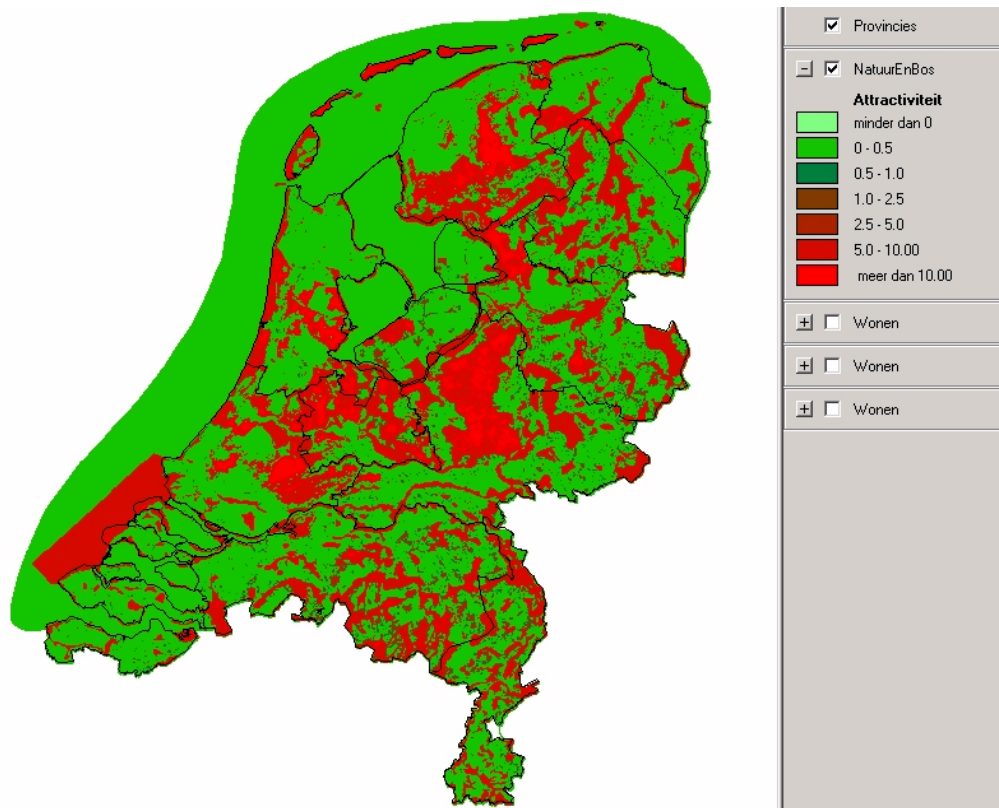 Provincies
NatuurEnBos
Attractiviteit
minder dan 0
0 - 0.5
0.5 - 1.0
1.0 - 2.5
2.5 - 5.0
5.0 - 10.00
meer dan 10.00
Wonen
Wonen
Wonen